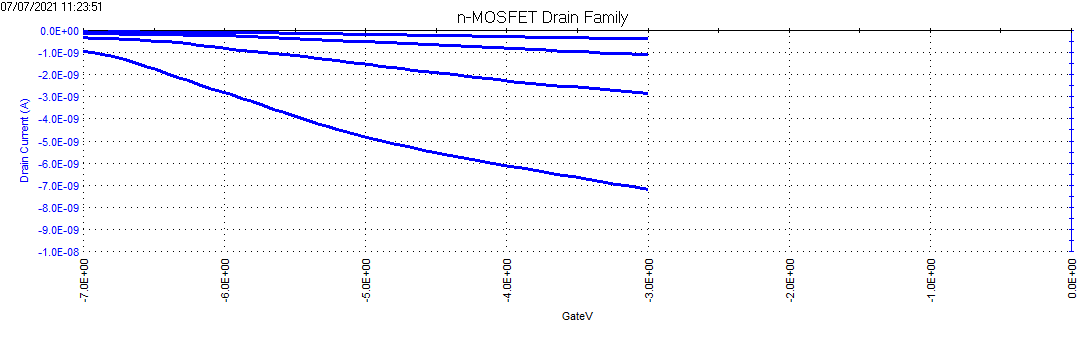 07/07/2021 11:23:51
n-MOSFET Drain Family
0.0E+00
-1.0E-09
-2.0E-09
-3.0E-09
-4.0E-09
-5.0E-09
-6.0E-09
-7.0E-09
-8.0E-09
-9.0E-09
-1.0E-08
Drain Current (A)
-7.0E+00
-6.0E+00
-5.0E+00
-4.0E+00
-3.0E+00
-2.0E+00
-1.0E+00
0.0E+00
GateV